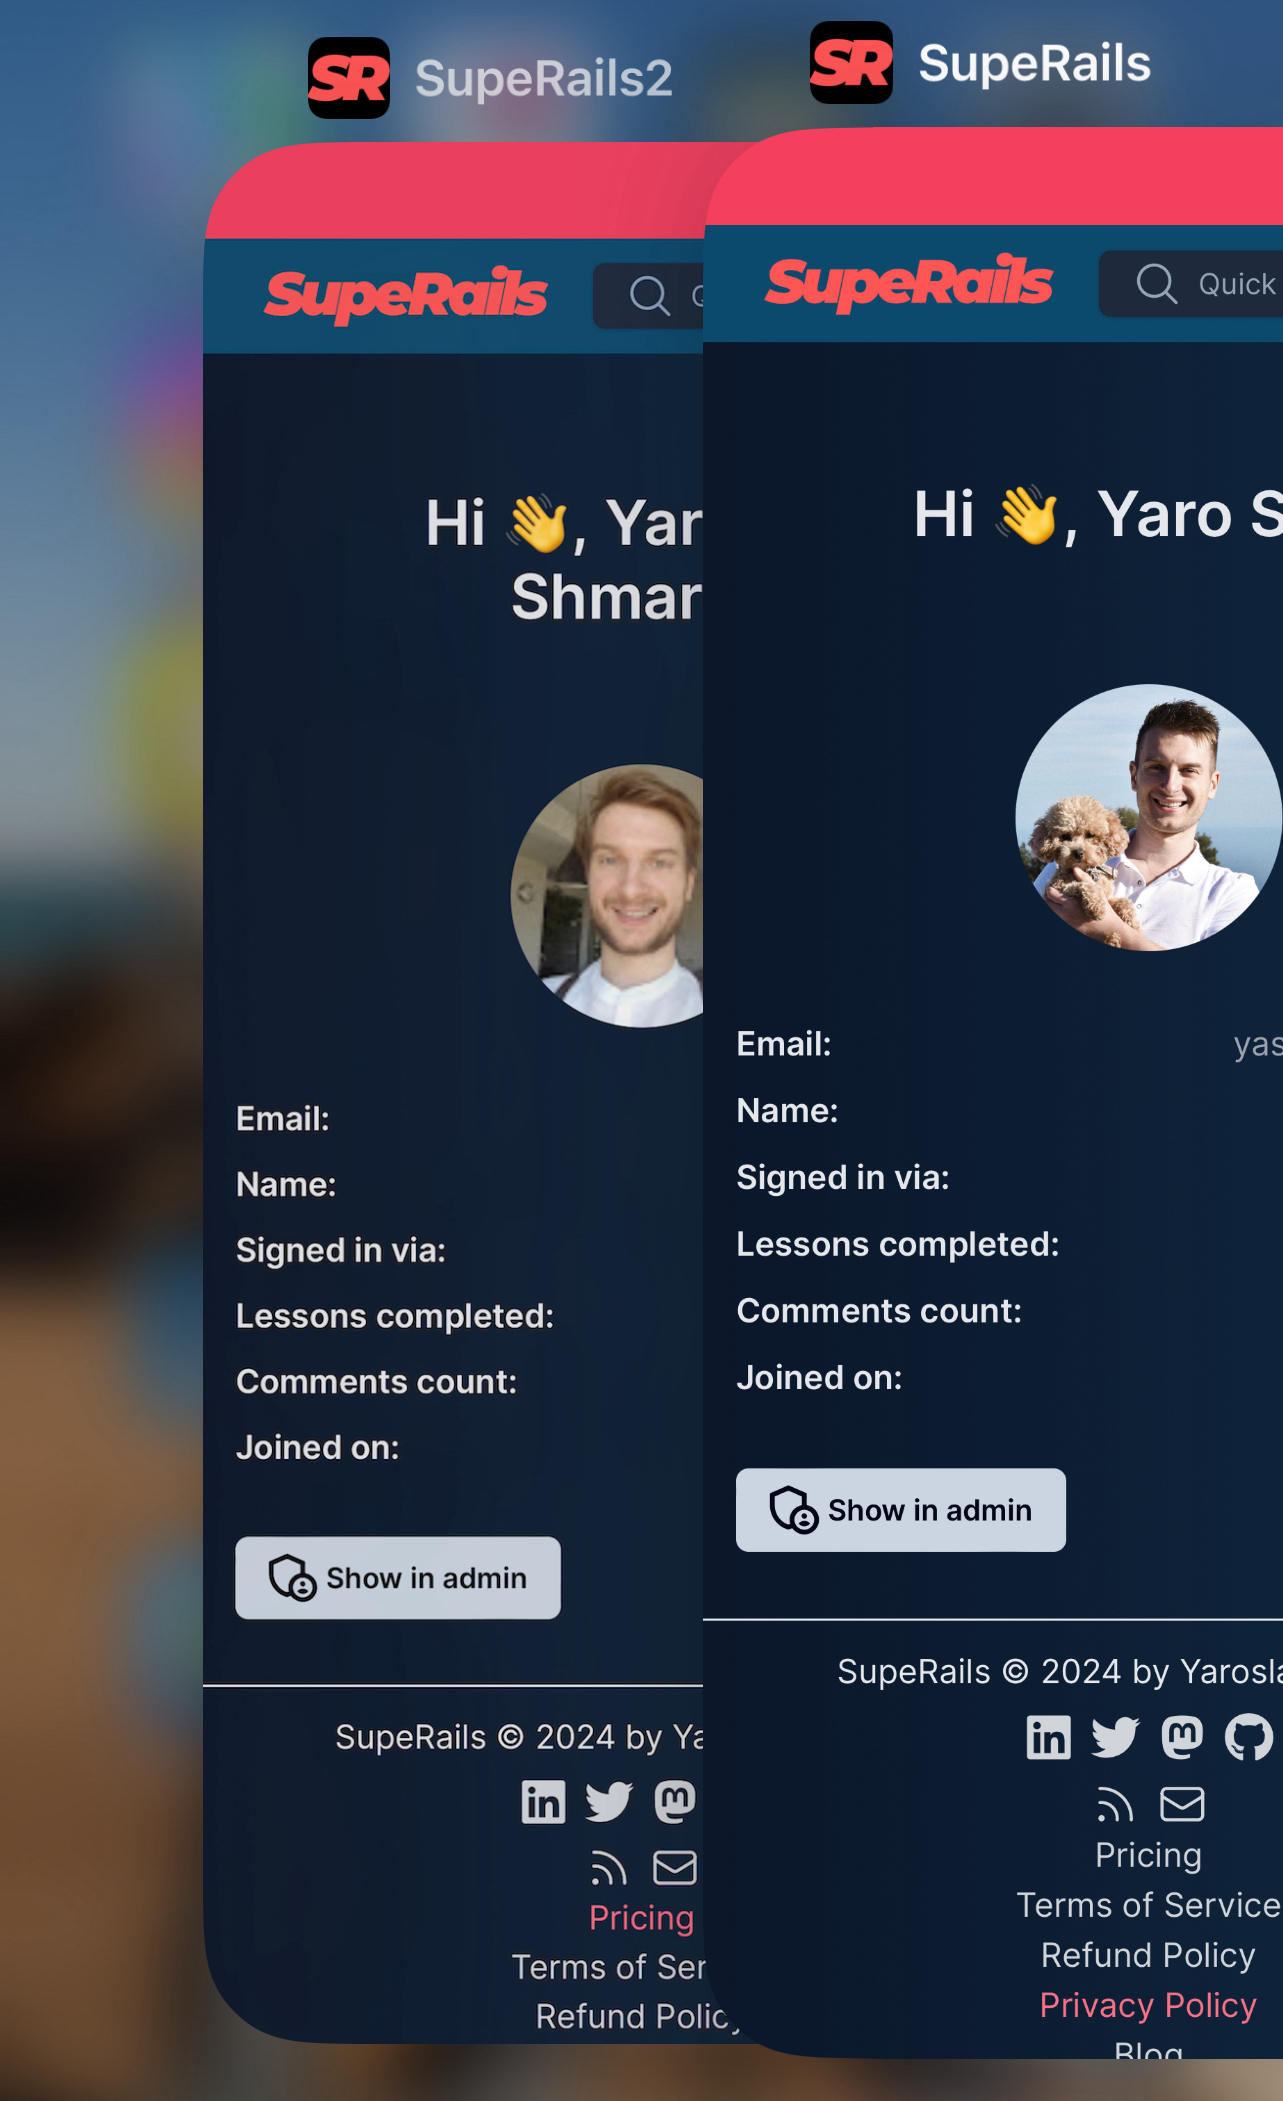 SR SupeRails2
SupeRails
Hi 👋, Yar
Shmar
Email:
Name:
Signed in via:
Lessons completed:
Comments count:
Joined on:
Show in admin
SupeRails © 2024 by Ya
in
Pricing
Terms of Ser
Refund Policy
SR SupeRails
SupeRails
Quick
Hi 👋, Yaro S
Email: yas
Name:
Signed in via:
Lessons completed:
Comments count:
Joined on:
Show in admin
SupeRails © 2024 by Yarosla
in
Pricing
Terms of Service
Refund Policy
Privacy Policy
Blog